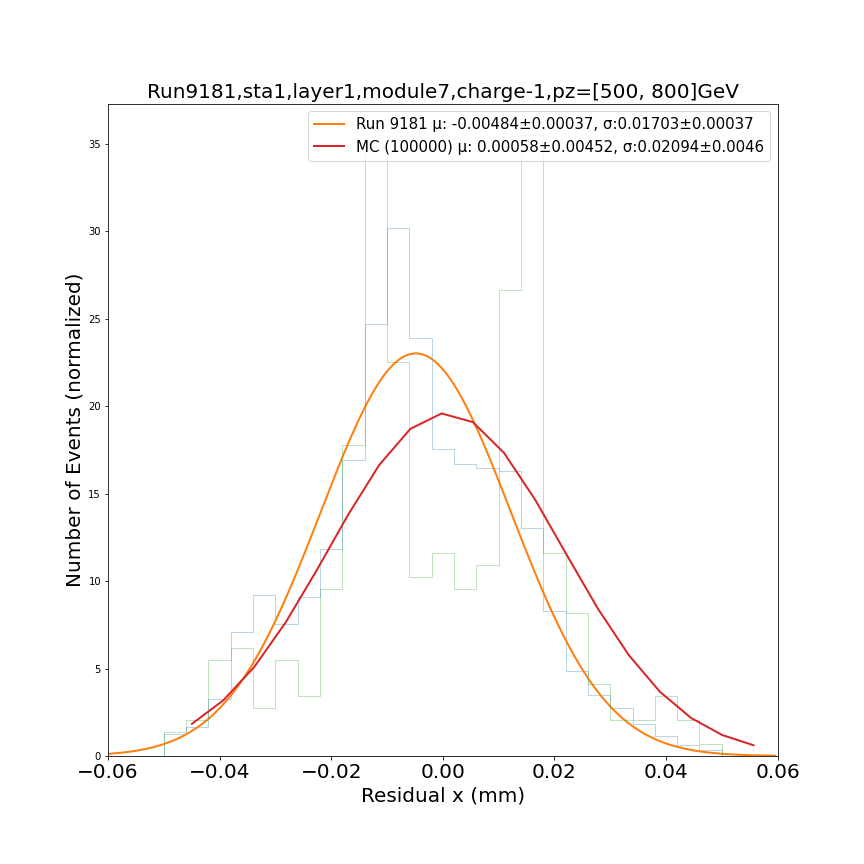 Run9181,sta1,layer1,module7,charge-1,pz=[500, 800]GeV
Run 9181 μ: -0.00484±0.00037, σ:0.01703±0.00037
MC (100000) μ: 0.00058±0.00452, σ:0.02094±0.0046
35
30
25
20
15
10
5
0
Number of Events (normalized)
−0.06 −0.04 −0.02 0.00 0.02 0.04 0.06
Residual x (mm)